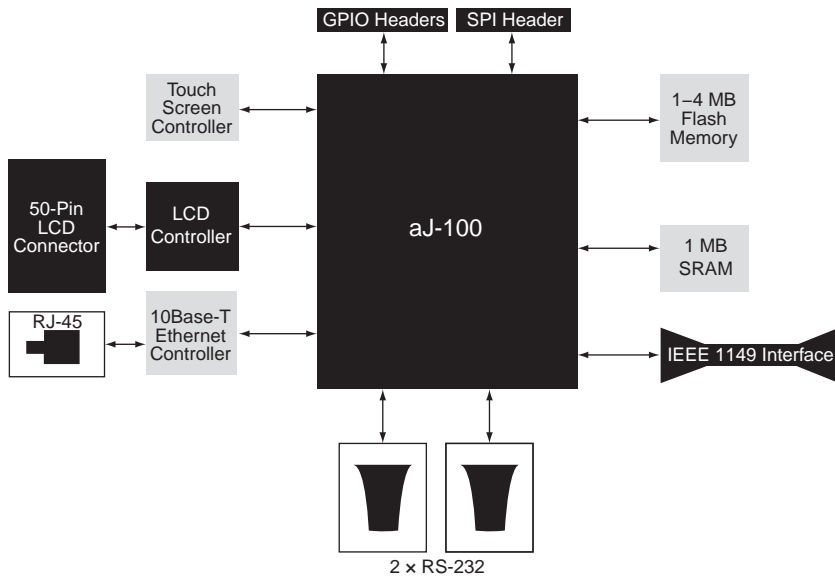 GPIO Headers
SPI Header
Touch
Screen
Controller
1–4 MB
Flash
Memory
50-Pin
LCD
Connector
LCD
Controller
aJ-100
1 MB
SRAM
RJ-45
10Base-T
Ethernet
Controller
IEEE 1149 Interface
2 × RS-232